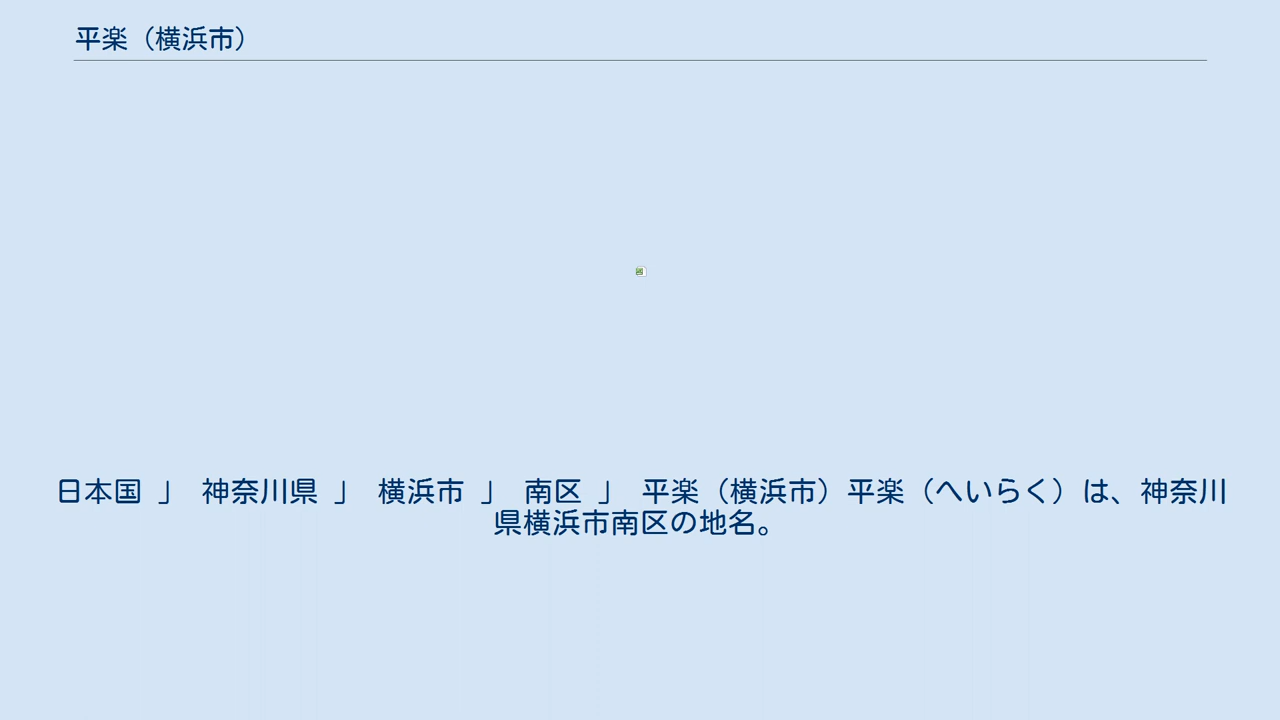 平楽（横浜市）
日本国 」 神奈川県 」 横浜市 」 南区 」 平楽（横浜市）平楽（へいらく）は、神奈川
県横浜市南区の地名。